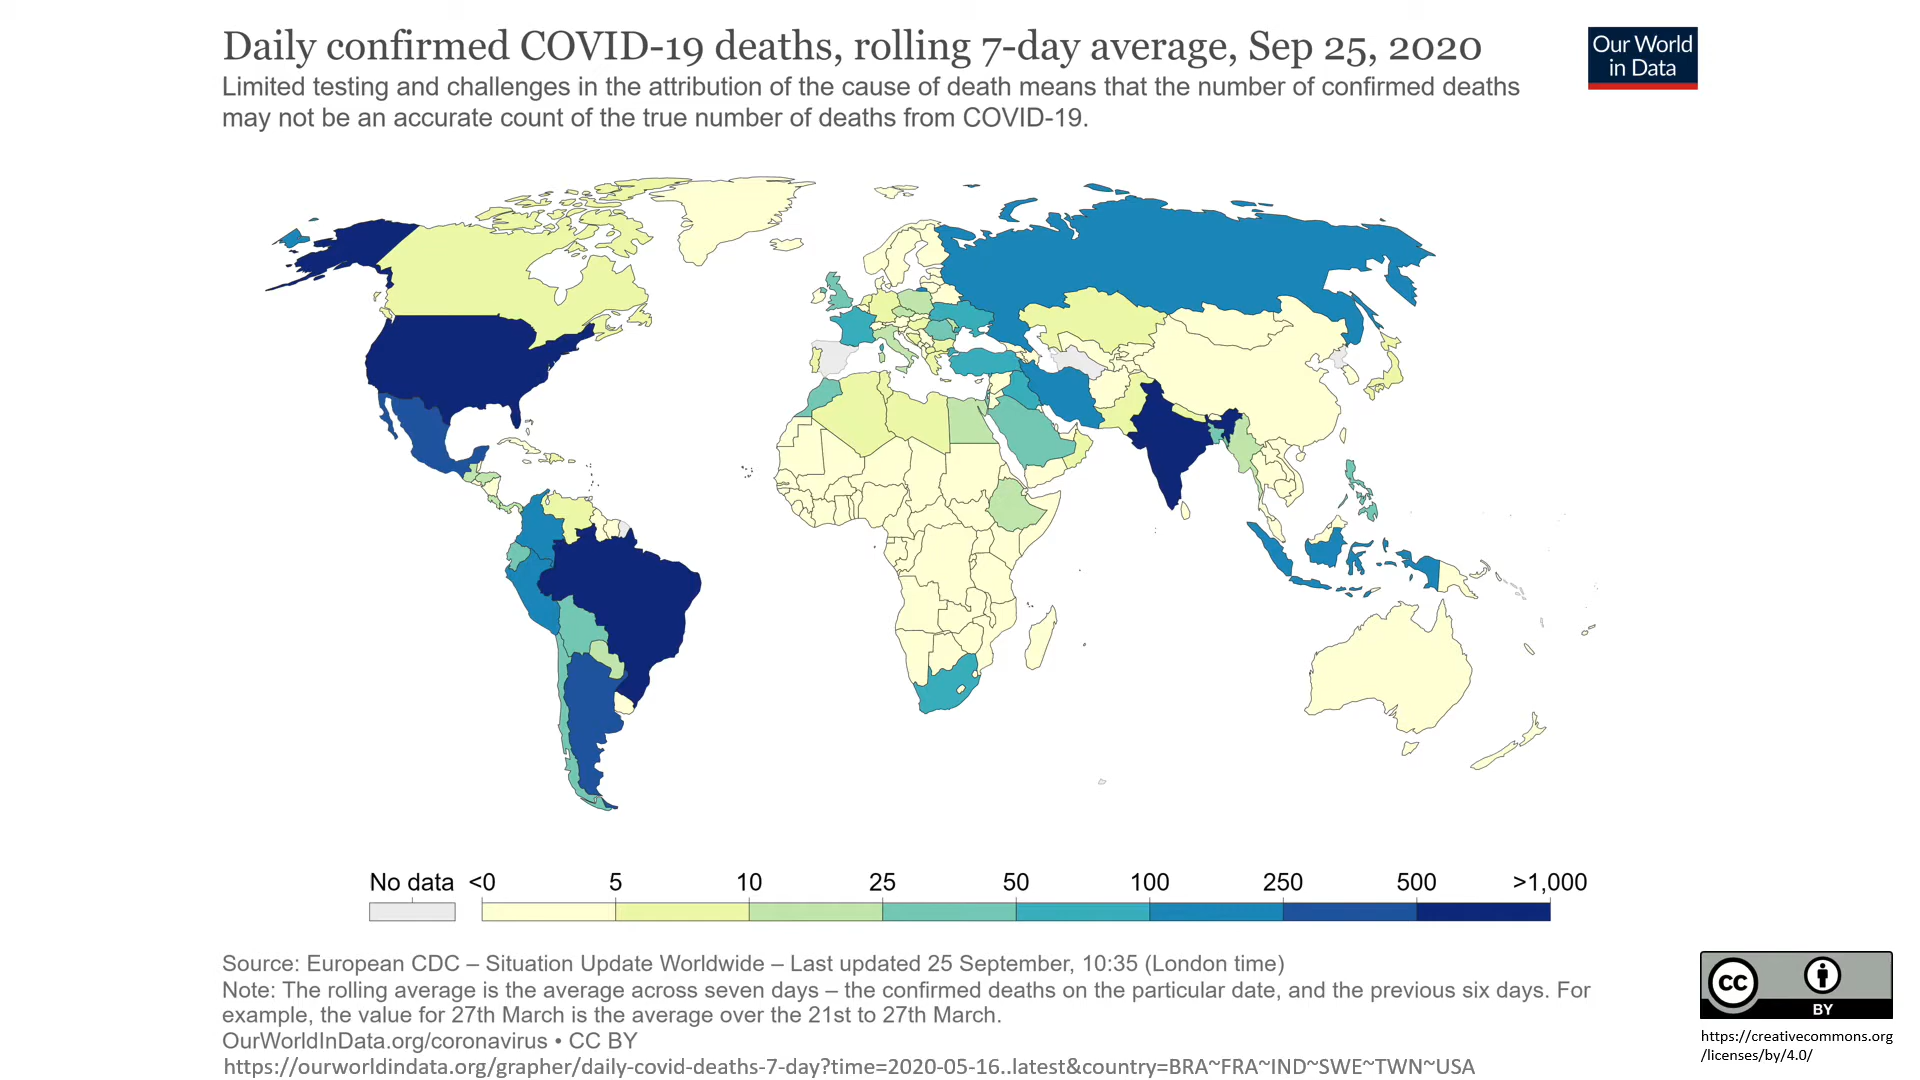 Daily confirmed COVID-19 deaths, rolling 7-day average, Sep 25, 2020
Our World
in Data
Limited testing and challenges in the attribution of the cause of death means that the number of confirmed deaths
may not be an accurate count of the true number of deaths from COVID-19.
No data <0 5 10 25 50 100 250 500 >1,000
Source: European CDC – Situation Update Worldwide – Last updated 25 September, 10:35 (London time)
Note: The rolling average is the average across seven days – the confirmed deaths on the particular date, and the previous six days. For
example, the value for 27th March is the average over the 21st to 27th March.
OurWorldInData.org/coronavirus • CC BY
https://ourworldindata.org/grapher/daily-covid-deaths-7-day?time=2020-05-16..latest&country=BRA~FRA~IND~SWE~TWN~USA
cc
BY
https://creativecommons.org
/licenses/by/4.0/